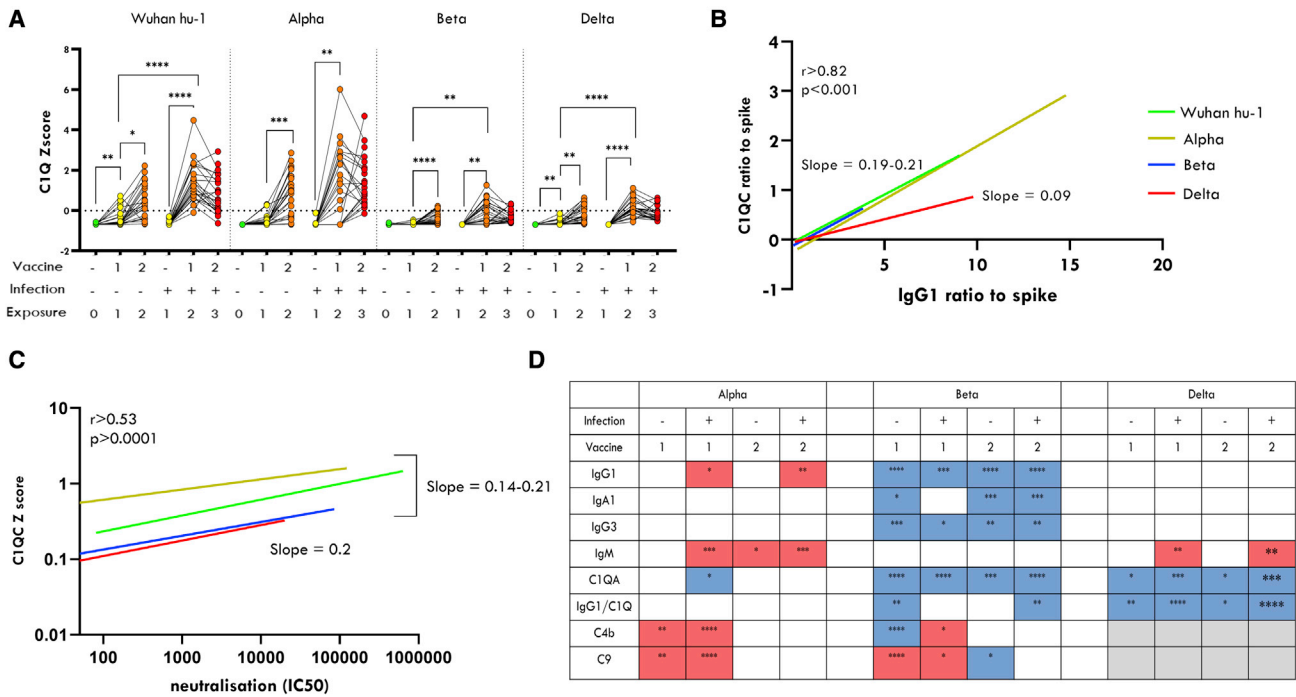 A
Wuhan hu-1 Alpha Beta Delta
8
6
4
2
0
-2
C1Q Zscore
** **** * **** *** ** **** ** ** ** ** **** ****
Vaccine - 1 2 - 1 2 - 1 2 - 1 2 - 1 2 - 1 2 - 1 2 - 1 2
Infection - - - + + + - - - + + + - - - + + + - - - + + +
Exposure 0 1 2 1 2 3 0 1 2 1 2 3 0 1 2 1 2 3 0 1 2 1 2 3
B
4
3
2
1
0
-1
C1QC ratio to spike
r>0.82
p<0.001
Slope = 0.19-0.21
Slope = 0.09
5 10 15 20
IgG1 ratio to spike
Wuhan hu-1
Alpha
Beta
Delta
C
10
1
0.1
0.01
C1QC Z score
r>0.53
p>0.0001
Slope = 0.14-0.21
Slope = 0.2
100 1000 10000 100000 1000000
neutralisation (IC50)
D
Alpha Beta Delta
Infection - + - + - + - + - + - +
Vaccine 1 1 2 2 1 1 2 2 1 1 2 2
IgG1 * ** **** *** **** ****
IgA1 * *** ***
IgG3 *** * ** **
IgM *** * *** ** **
C1QA * **** **** *** **** * *** * ***
IgG1/C1Q ** ** ** **** * ****
C4b ** **** **** *
C9 ** **** **** * *